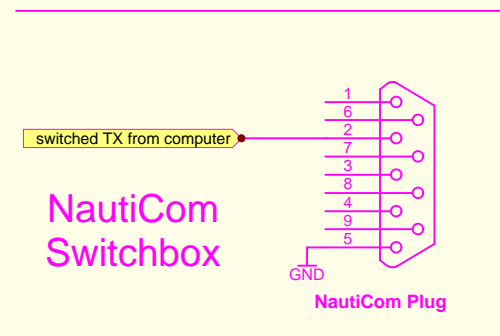 1
6
switched TX from computer
2
7
3
8
4
9
5
NautiCom
Switchbox
GND
NautiCom Plug